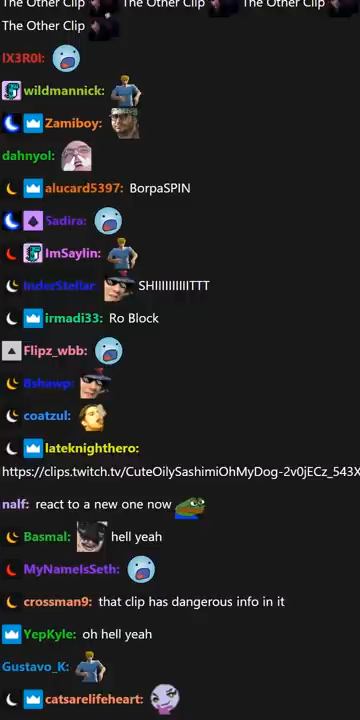 The Other Clip The Other Clip The Other Clip
The Other Clip
IX3R0I:
wildmannick:
Zamiboy:
dahnyol:
alucard5397: BorpaSPIN
Sadira:
ImSaylin:
InderStellar SHIIIIIIIIIITTT
irmadi33: Ro Block
Flipz_wbb:
Bshawp:
coatzul:
lateknighthero:
https://clips.twitch.tv/CuteOilySashimiOhMyDog-2v0jECz_543X
nalf: react to a new one now
Basmal: hell yeah
MyNameIsSeth:
crossman9: that clip has dangerous info in it
YepKyle: oh hell yeah
Gustavo_K:
catsarelifeheart: